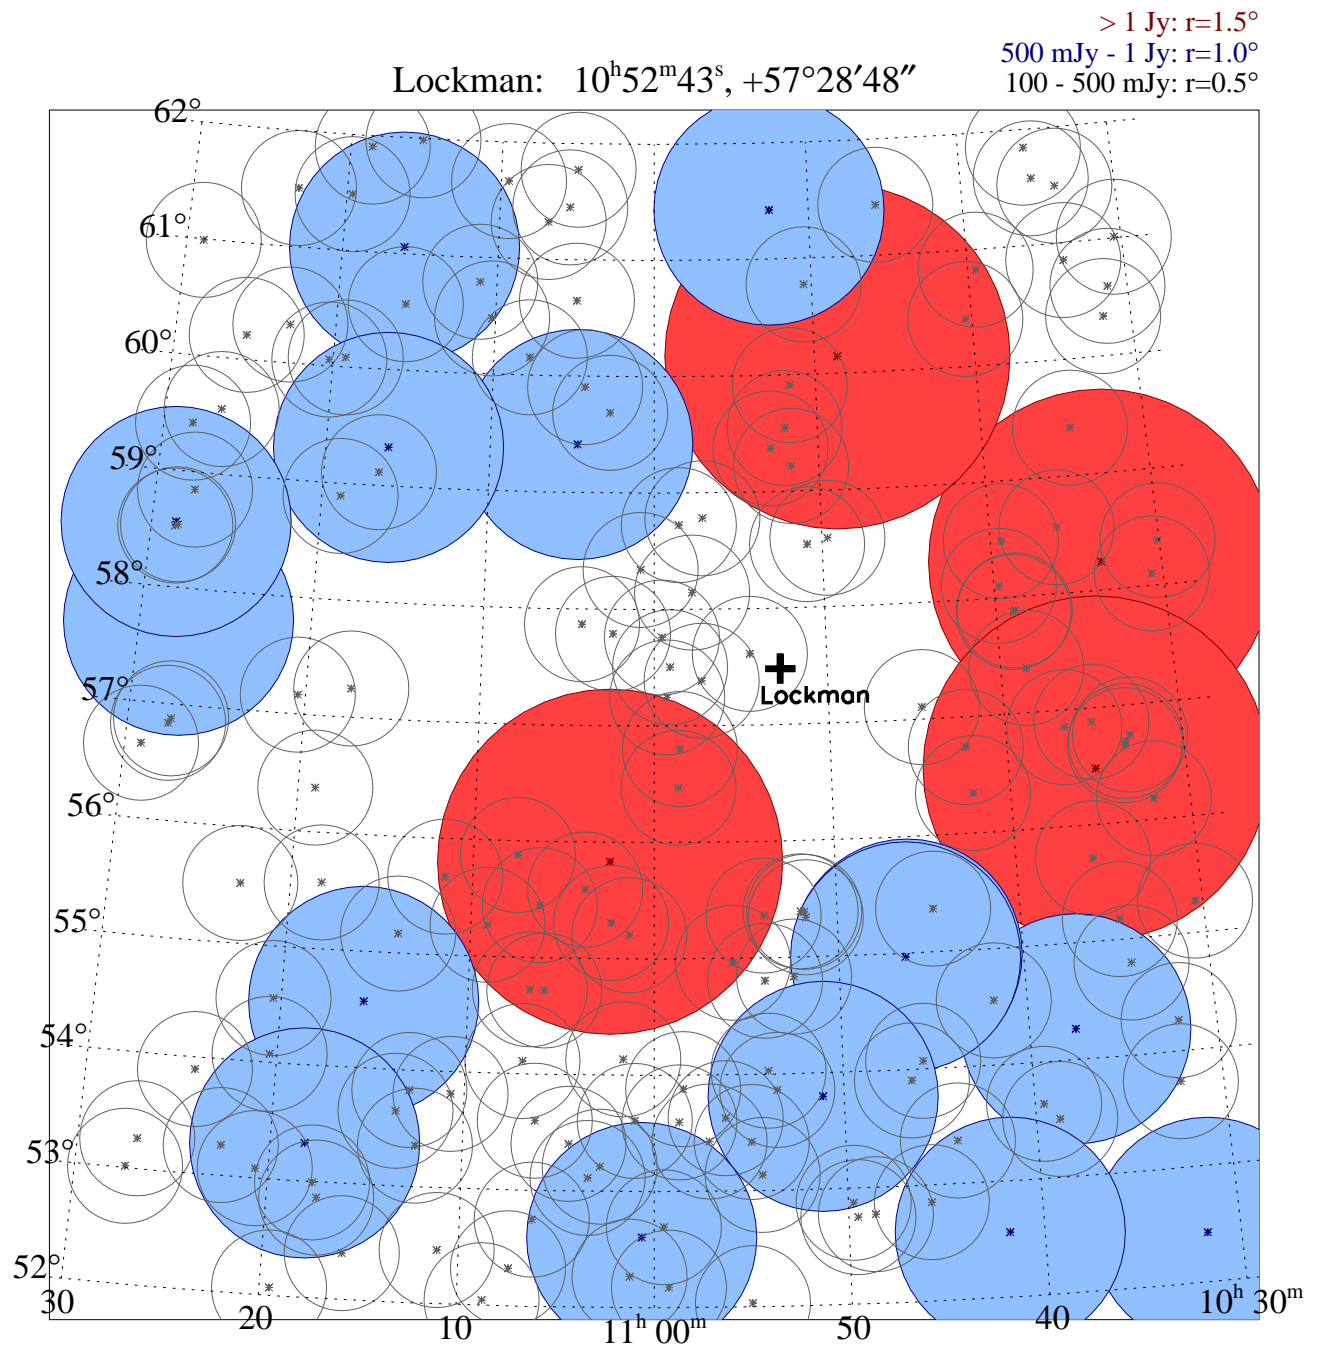 > 1 Jy: r=1.5°
500 mJy - 1 Jy: r=1.0°
Lockman: 10ʰ52ᵐ43ˢ, +57°28′48″
100 - 500 mJy: r=0.5°
62°
61°
60°
59°
58°
57°
Lockman
56°
55°
54°
53°
52°
30
20
10
11ʰ 00ᵐ
50
40
10ʰ 30ᵐ